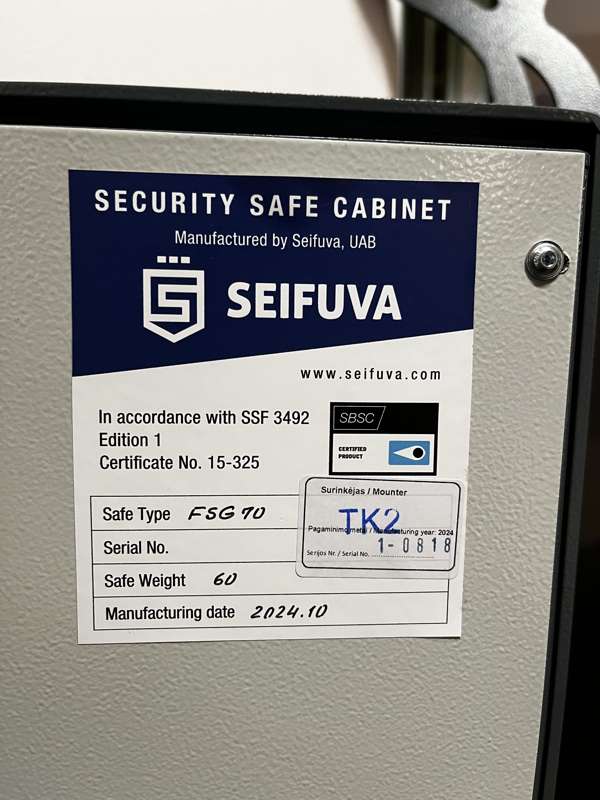 SECURITY SAFE CABINET
Manufactured by Seifuva, UAB
SEIFUVA
www.seifuva.com
In accordance with SSF 3492
Edition 1
Certificate No. 15-325
SBSC
CERTIFIED
PRODUCT
Surinkėjas / Mounter
TK2
Pagaminimo metai / Manufacturing year: 2024
Serijos Nr. / Serial No. 1-0818
Safe Type FSG 70
Serial No.
Safe Weight 60
Manufacturing date 2024.10